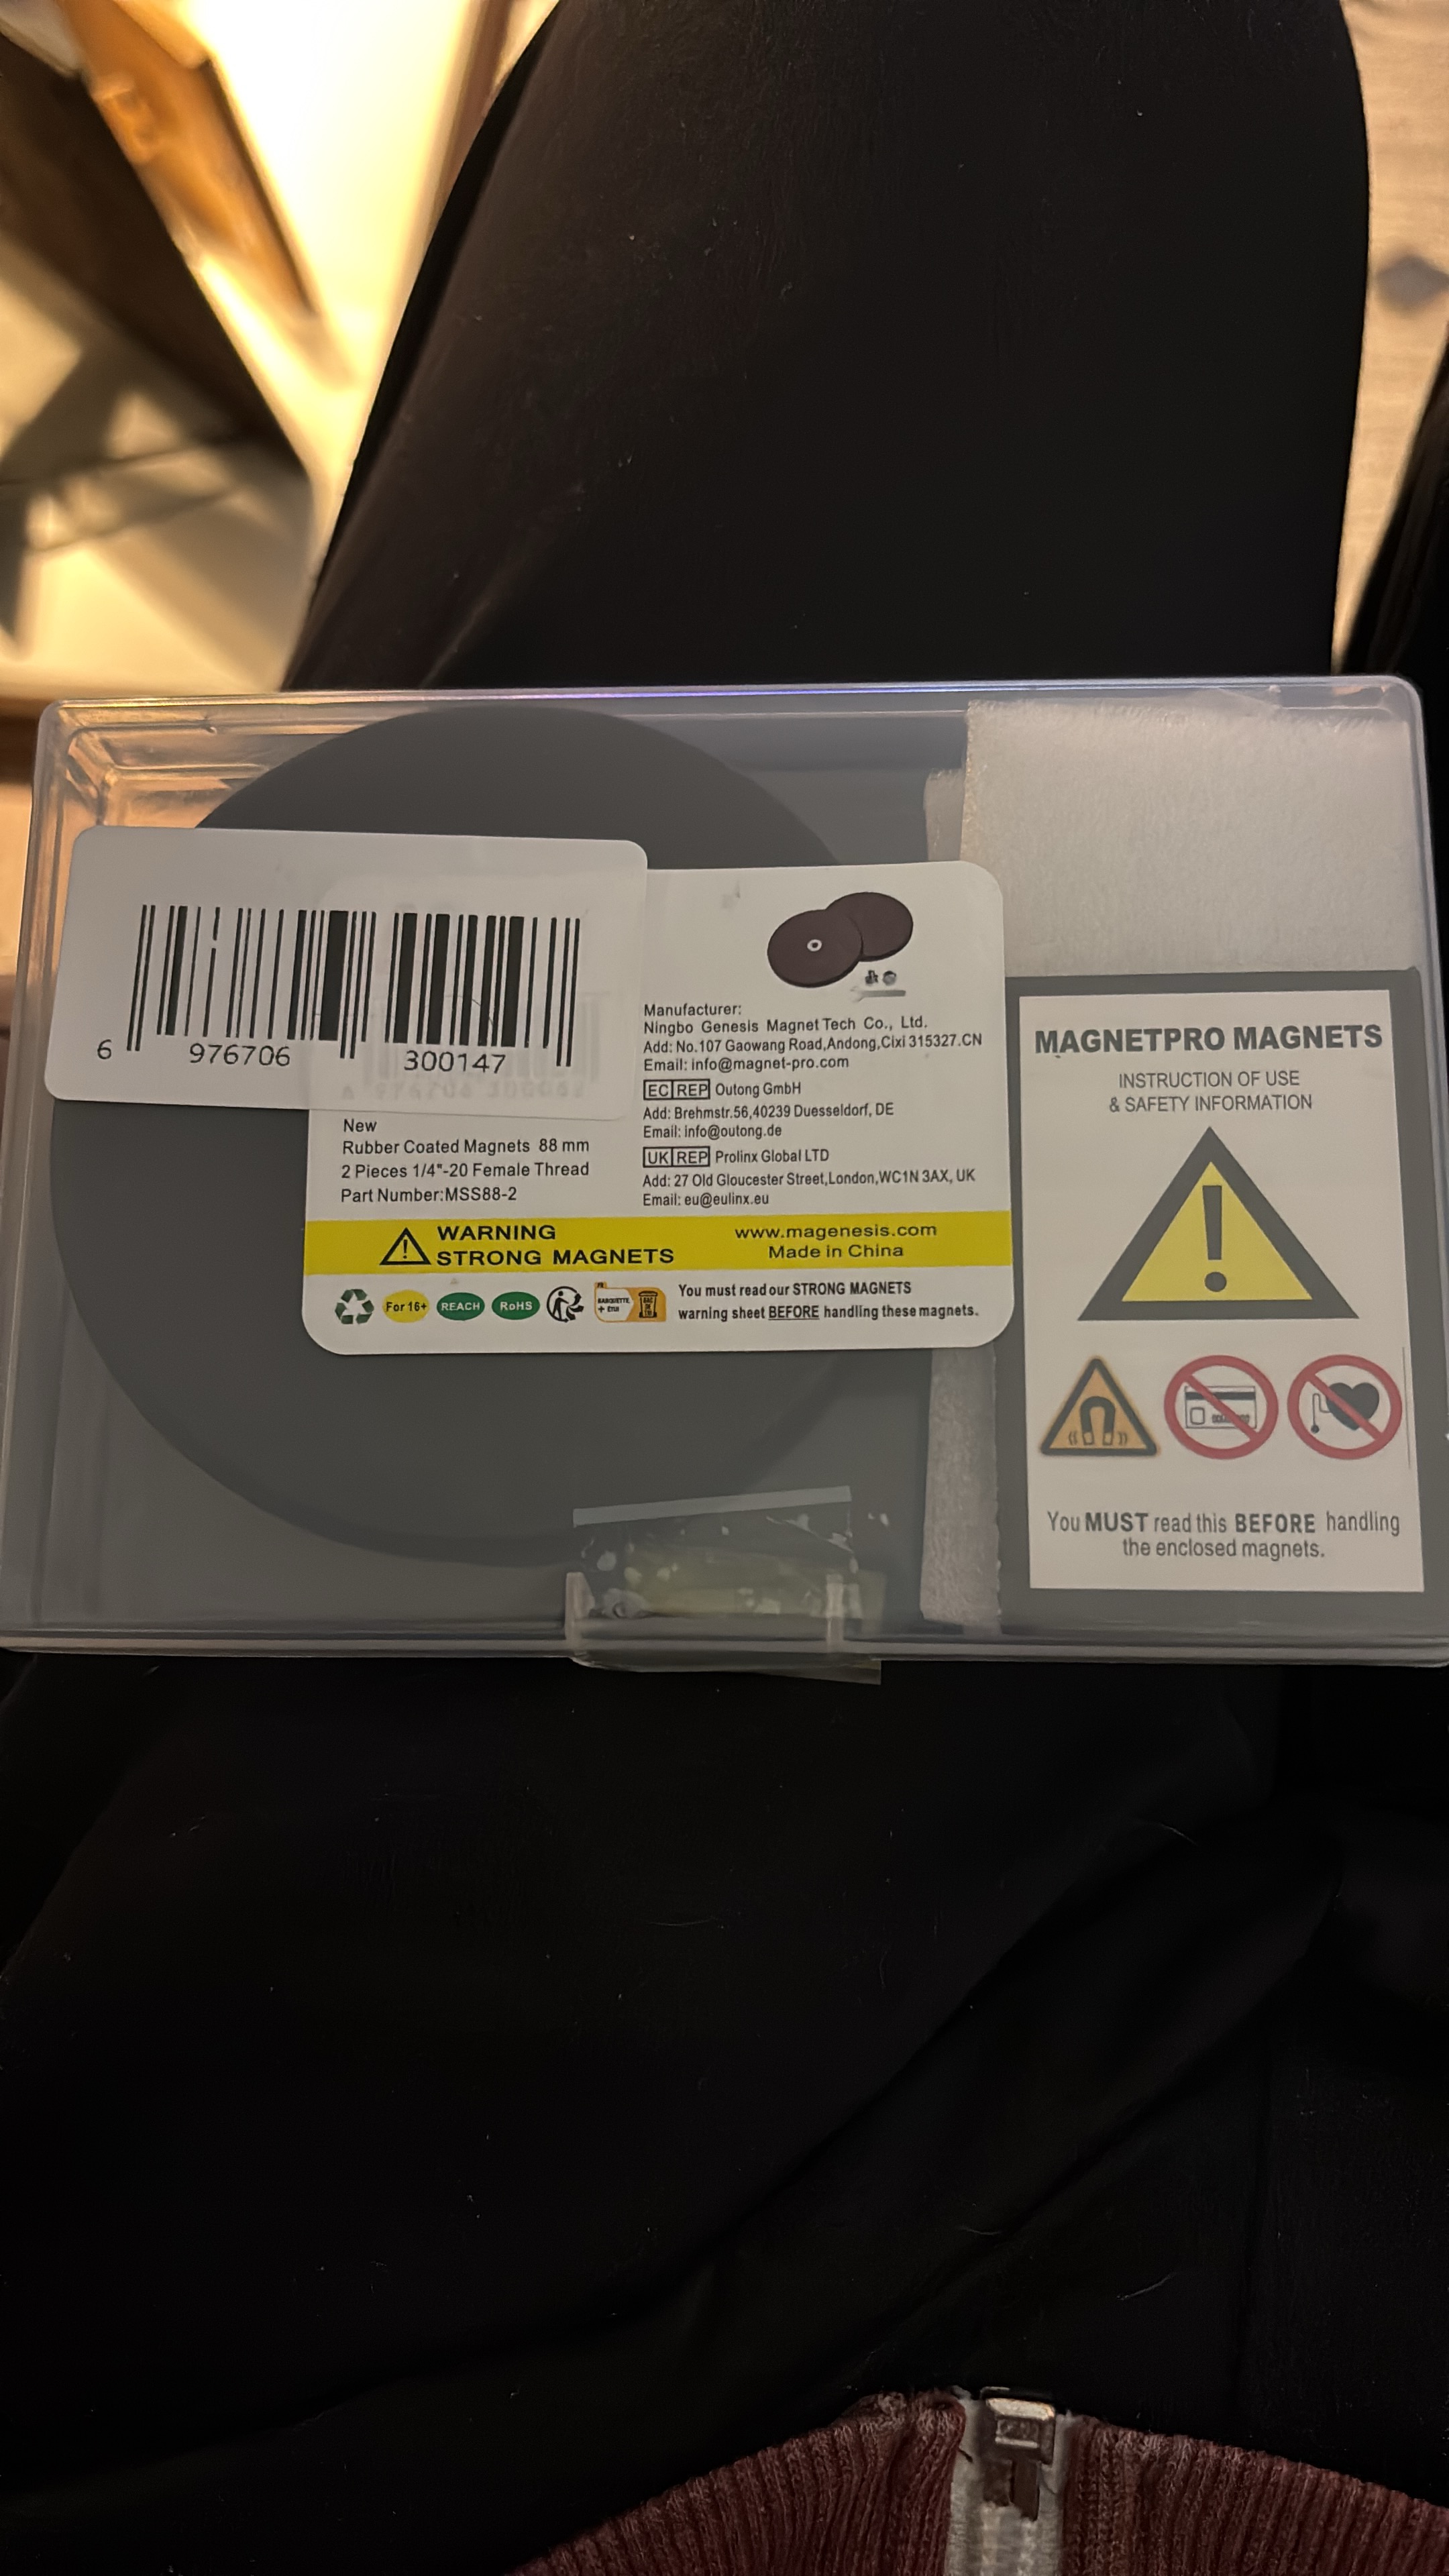 6 976706 300147
New
Rubber Coated Magnets 88 mm
2 Pieces 1/4"-20 Female Thread
Part Number:MSS88-2
Manufacturer:
Ningbo Genesis Magnet Tech Co., Ltd.
Add: No.107 Gaowang Road,Andong,Cixi 315327.CN
Email: info@magnet-pro.com
EC REP Outong GmbH
Add: Brehmstr.56,40239 Duesseldorf, DE
Email: info@outong.de
UK REP Prolinx Global LTD
Add: 27 Old Gloucester Street,London,WC1N 3AX, UK
Email: eu@eulinx.eu
WARNING
STRONG MAGNETS
www.magenesis.com
Made in China
For 16+
REACH
RoHS
You must read our STRONG MAGNETS
warning sheet BEFORE handling these magnets.
MAGNETPRO MAGNETS
INSTRUCTION OF USE
& SAFETY INFORMATION
You MUST read this BEFORE handling
the enclosed magnets.